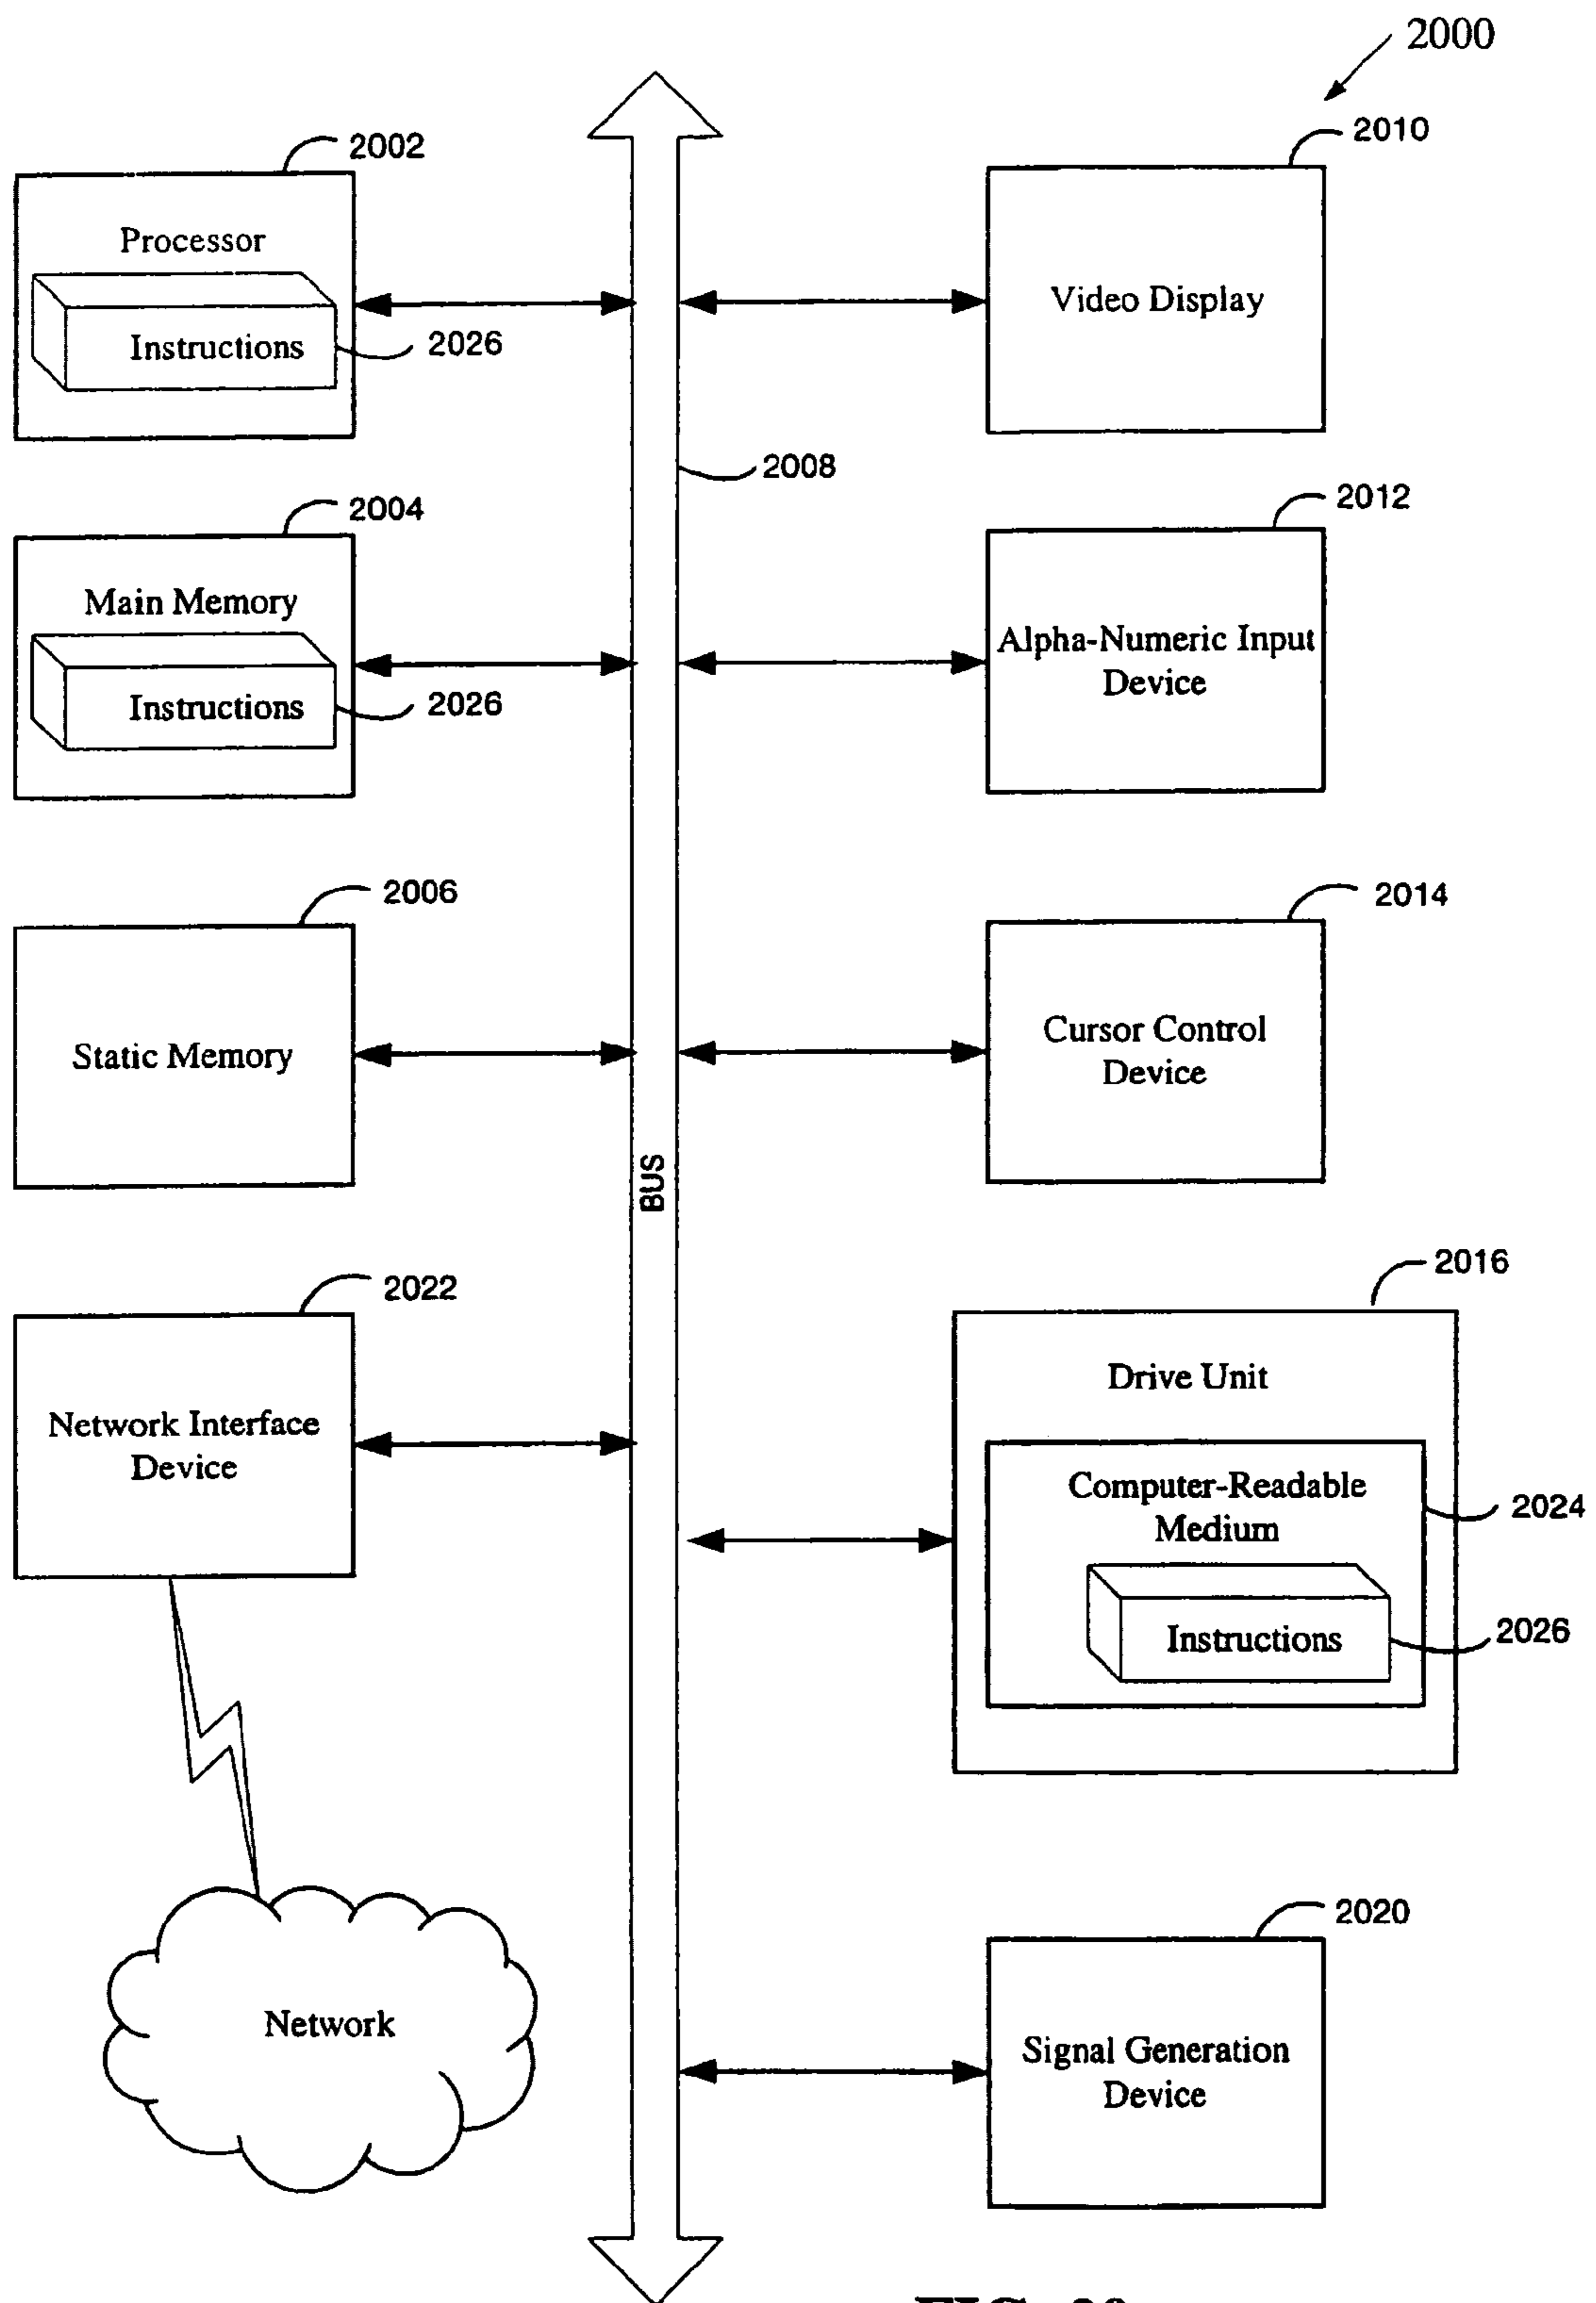 2000
2002
Processor
Instructions
2026
2010
Video Display
2008
2004
Main Memory
Instructions
2026
2012
Alpha-Numeric Input
Device
2006
Static Memory
2014
Cursor Control
Device
BUS
2022
Network Interface
Device
2016
Drive Unit
Computer-Readable
Medium
2024
Instructions
2026
Network
2020
Signal Generation
Device